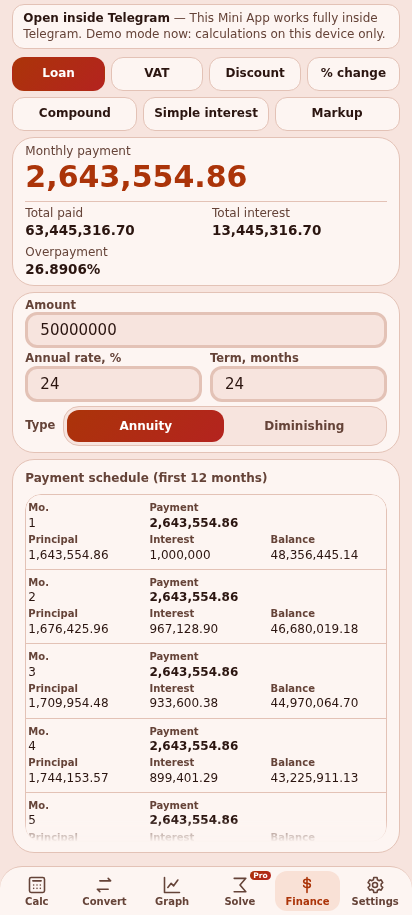 Open inside Telegram — This Mini App works fully inside
Telegram. Demo mode now: calculations on this device only.
Loan VAT Discount % change
Compound Simple interest Markup
Monthly payment
2,643,554.86
Total paid Total interest
63,445,316.70 13,445,316.70
Overpayment
26.8906%
Amount
50000000
Annual rate, % Term, months
24 24
Type Annuity Diminishing
Payment schedule (first 12 months)
Mo. Payment
1 2,643,554.86
Principal Interest Balance
1,643,554.86 1,000,000 48,356,445.14
Mo. Payment
2 2,643,554.86
Principal Interest Balance
1,676,425.96 967,128.90 46,680,019.18
Mo. Payment
3 2,643,554.86
Principal Interest Balance
1,709,954.48 933,600.38 44,970,064.70
Mo. Payment
4 2,643,554.86
Principal Interest Balance
1,744,153.57 899,401.29 43,225,911.13
Mo. Payment
5 2,643,554.86
Principal Interest Balance
Pro
Calc Convert Graph Solve Finance Settings